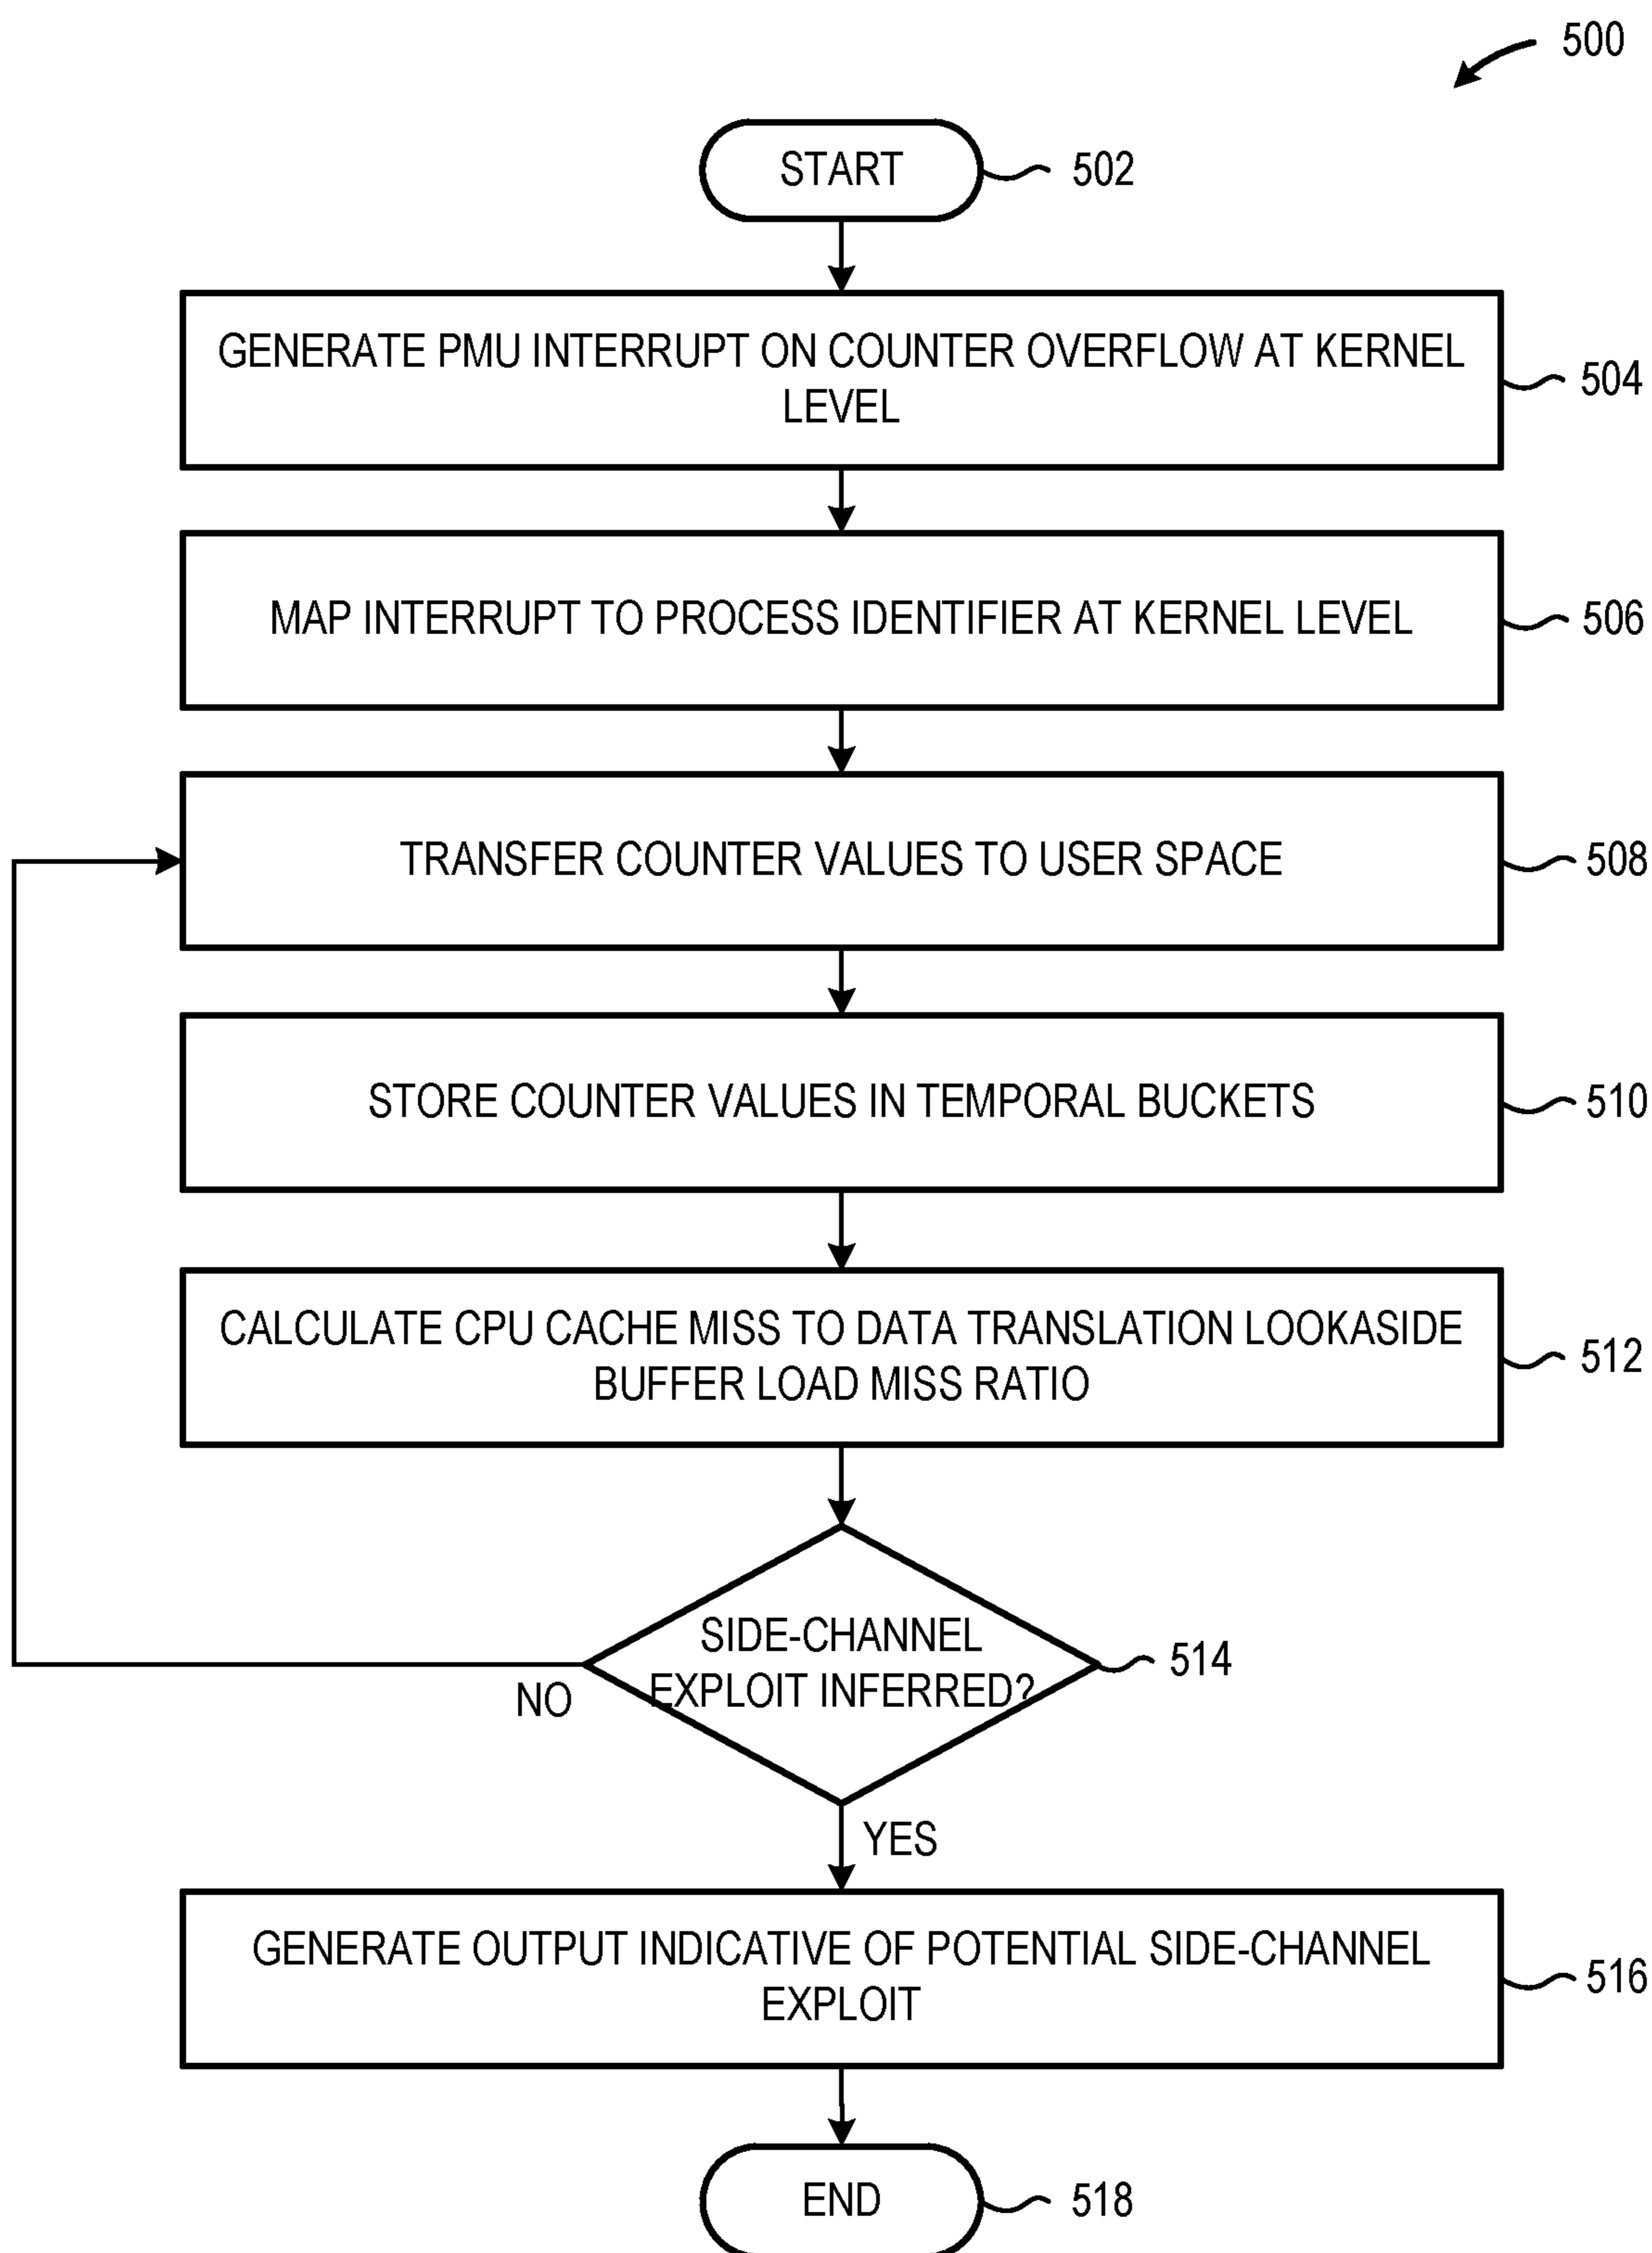 500
START
502
GENERATE PMU INTERRUPT ON COUNTER OVERFLOW AT KERNEL
LEVEL
504
MAP INTERRUPT TO PROCESS IDENTIFIER AT KERNEL LEVEL
506
TRANSFER COUNTER VALUES TO USER SPACE
508
STORE COUNTER VALUES IN TEMPORAL BUCKETS
510
CALCULATE CPU CACHE MISS TO DATA TRANSLATION LOOKASIDE
BUFFER LOAD MISS RATIO
512
SIDE-CHANNEL
EXPLOIT INFERRED?
514
NO
YES
GENERATE OUTPUT INDICATIVE OF POTENTIAL SIDE-CHANNEL
EXPLOIT
516
END
518